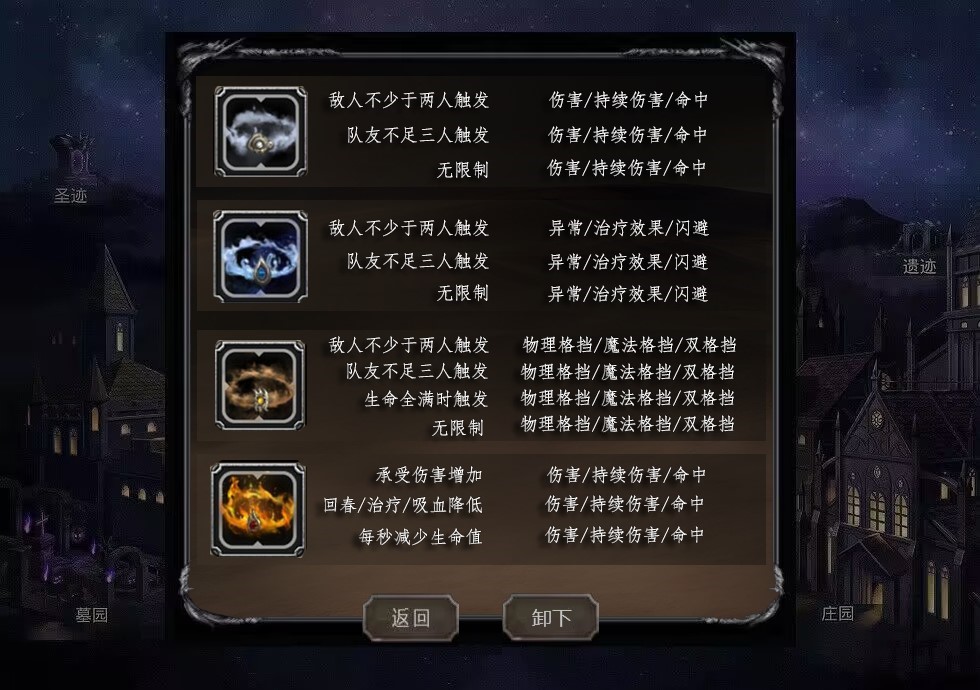 敌人不少于两人触发 伤害/持续伤害/命中
队友不足三人触发 伤害/持续伤害/命中
无限制 伤害/持续伤害/命中
圣迹
敌人不少于两人触发 异常/治疗效果/闪避
队友不足三人触发 异常/治疗效果/闪避
无限制 异常/治疗效果/闪避
遗迹
敌人不少于两人触发 物理格挡/魔法格挡/双格挡
队友不足三人触发 物理格挡/魔法格挡/双格挡
生命全满时触发 物理格挡/魔法格挡/双格挡
无限制 物理格挡/魔法格挡/双格挡
承受伤害增加 伤害/持续伤害/命中
回春/治疗/吸血降低 伤害/持续伤害/命中
每秒减少生命值 伤害/持续伤害/命中
墓园
返回
卸下
庄园